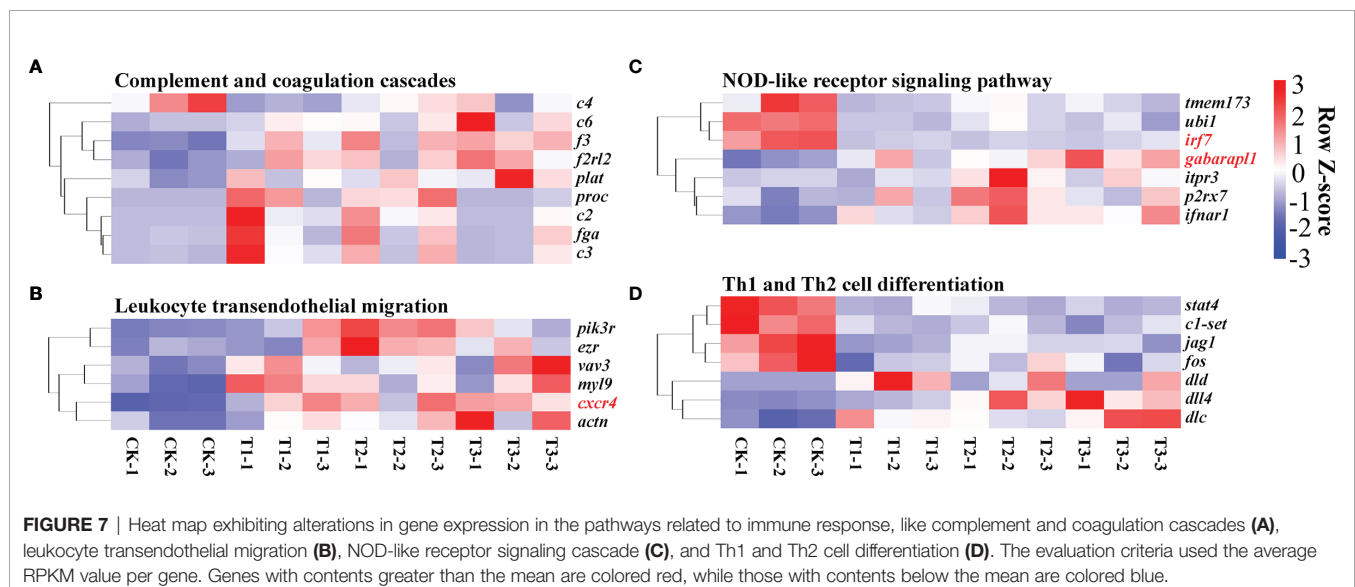 A
Complement and coagulation cascades
c4
c6
f3
f2rl2
plat
proc
c2
fga
c3
B
Leukocyte transendothelial migration
pik3r
ezr
vav3
myl9
cxcr4
actn
CK-1
CK-2
CK-3
T1-1
T1-2
T1-3
T2-1
T2-2
T2-3
T3-1
T3-2
T3-3
C
NOD-like receptor signaling pathway
tmem173
ubi1
irf7
gabarapl1
itpr3
p2rx7
ifnar1
3
2
1
0
-1
-2
-3
Row Z-score
D
Th1 and Th2 cell differentiation
stat4
c1-set
jag1
fos
dld
dll4
dlc
CK-1
CK-2
CK-3
T1-1
T1-2
T1-3
T2-1
T2-2
T2-3
T3-1
T3-2
T3-3
FIGURE 7 | Heat map exhibiting alterations in gene expression in the pathways related to immune response, like complement and coagulation cascades (A),
leukocyte transendothelial migration (B), NOD-like receptor signaling cascade (C), and Th1 and Th2 cell differentiation (D). The evaluation criteria used the average
RPKM value per gene. Genes with contents greater than the mean are colored red, while those with contents below the mean are colored blue.